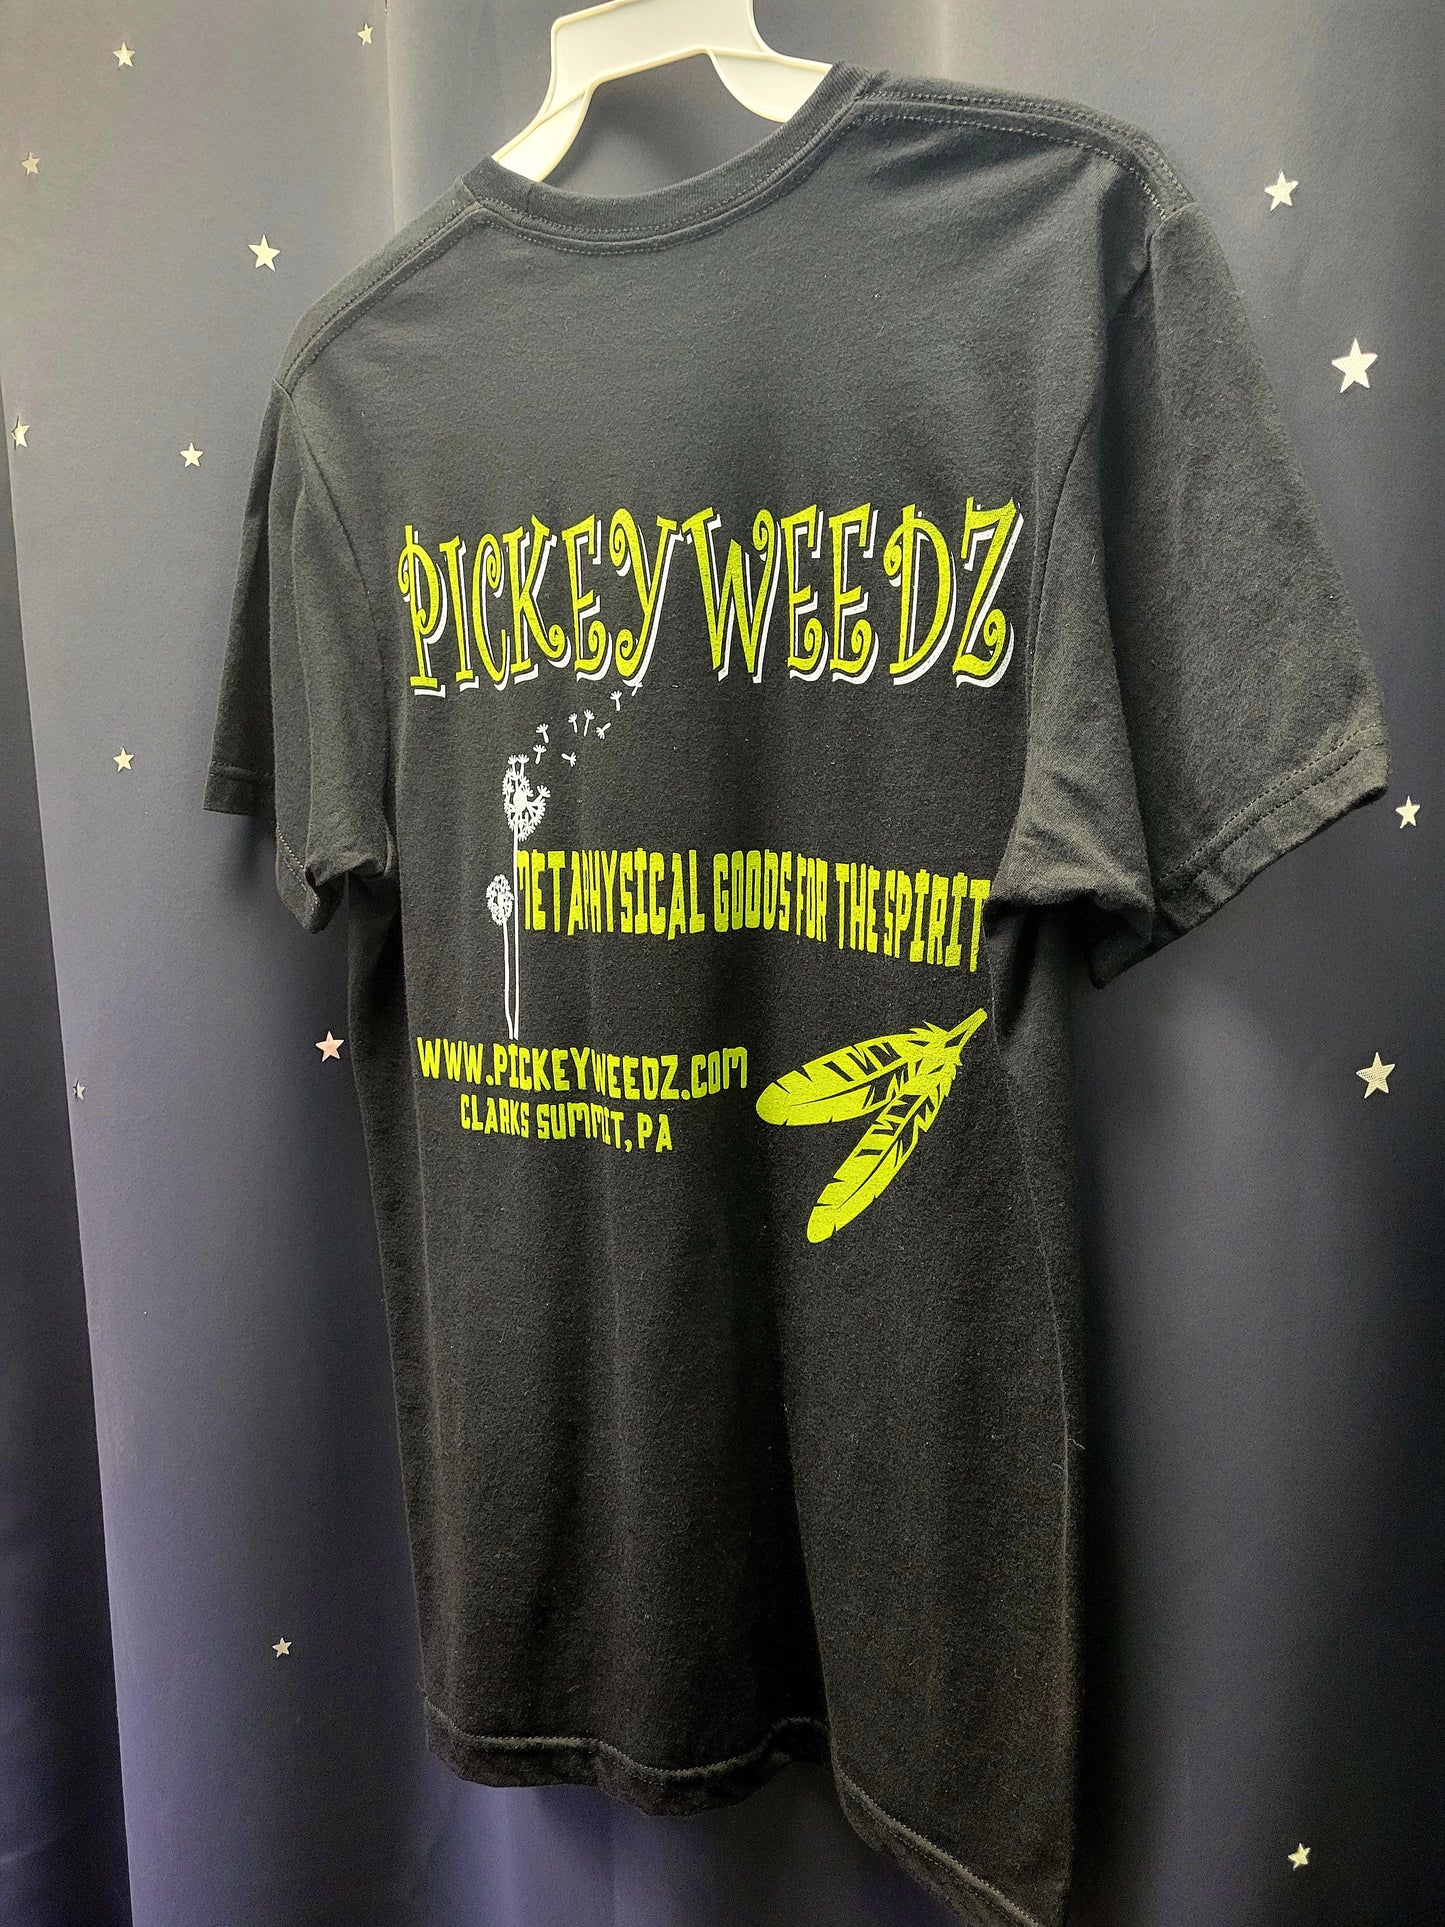 PICKEYWEEDZ
METAPHYSICAL GOODS FOR THE SPIRIT
WWW.PICKEYWEEDZ.COM
CLARKS SUMMIT, PA